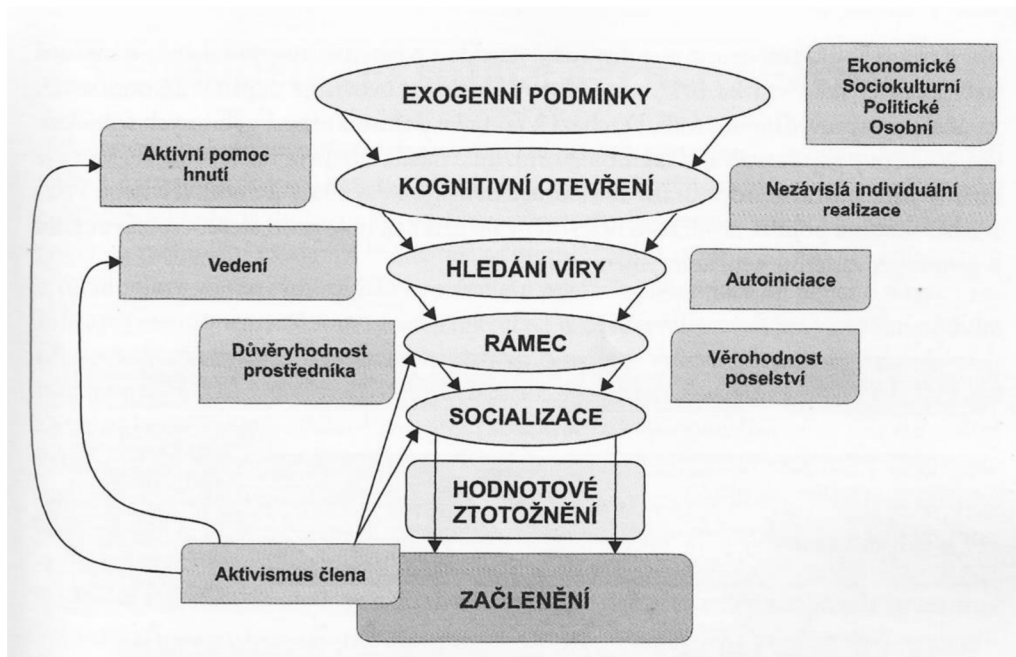 EXOGENNÍ PODMÍNKY
Ekonomické
Sociokulturní
Politické
Osobní
Aktivní pomoc
hnutí
KOGNITIVNÍ OTEVŘENÍ
Nezávislá individuální
realizace
Vedení
HLEDÁNÍ VÍRY
Autoiniciace
Důvěryhodnost
prostředníka
RÁMEC
Věrohodnost
poselství
SOCIALIZACE
HODNOTOVÉ
ZTOTOŽNĚNÍ
Aktivismus člena
ZAČLENĚNÍ